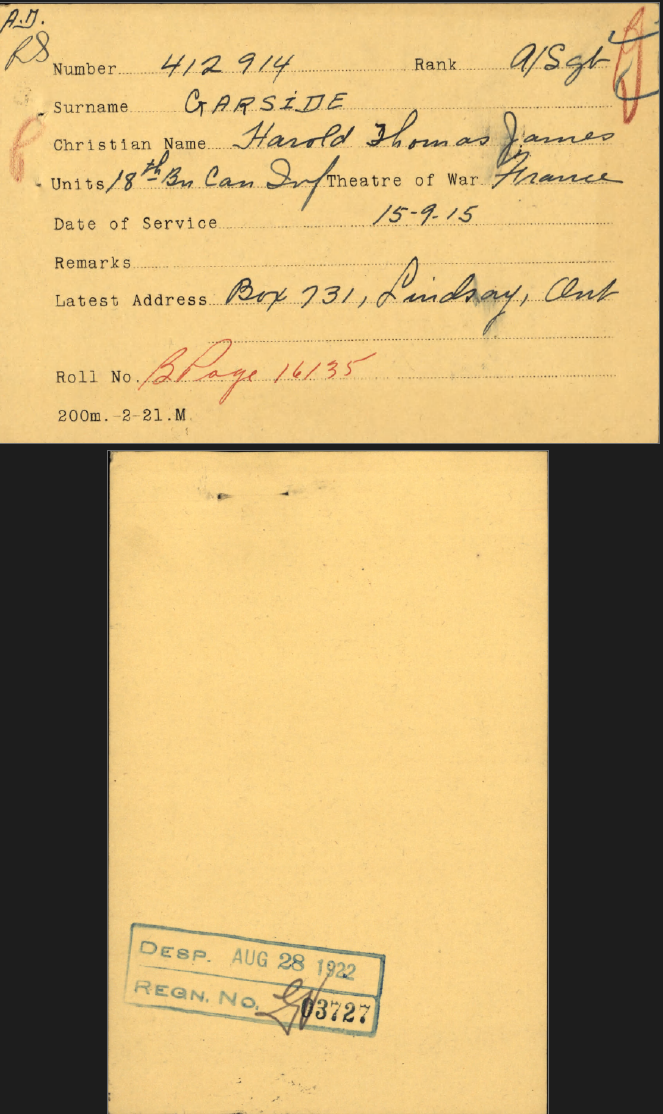 A.D.
RS
Number 412914 Rank A/Sgt
Surname GARSIDE
Christian Name Harold Thomas James
Units 18th Bn Can Inf Theatre of War France
Date of Service 15-9-15
Remarks
Latest Address Box 731, Lindsay, Ont
Roll No. B Page 16135
200m.-2-21.M
DESP. AUG 28 1922
REGN. No. 03727